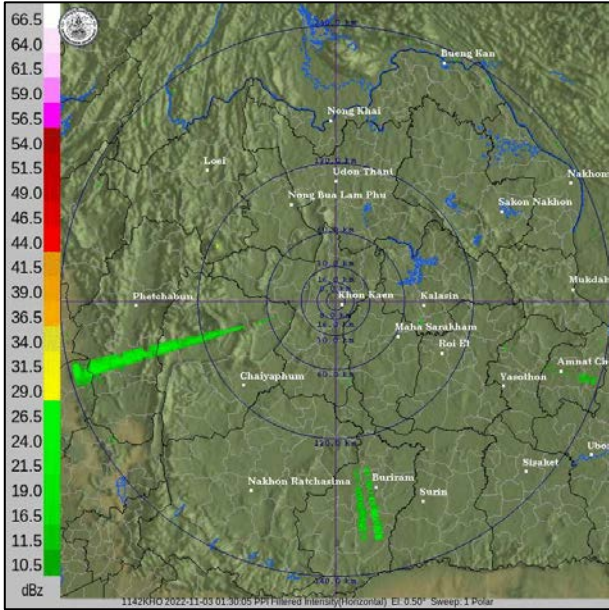 66.5
64.0
61.5
59.0
56.5
54.0
51.5
49.0
46.5
44.0
41.5
39.0
36.5
34.0
31.5
29.0
26.5
24.0
21.5
19.0
16.5
14.0
11.5
10.5
dBz
Bueng Kan
Nong Khai
Loei
Udon Thani
Nakhon
Nong Bua Lam Phu
Sakon Nakhon
Mukdah
Phetchabun
Khon Kaen
Kalasin
Maha Sarakham
Roi Et
Amnat Ch
Chaiyaphum
Yasothon
Ubo
Sisaket
Nakhon Ratchasima
Buriram
Surin
1142KHO 2022-11-03 01:30:05 PPI Filtered Intensity(Horizontal) El: 0.50° Sweep: 1 Polar